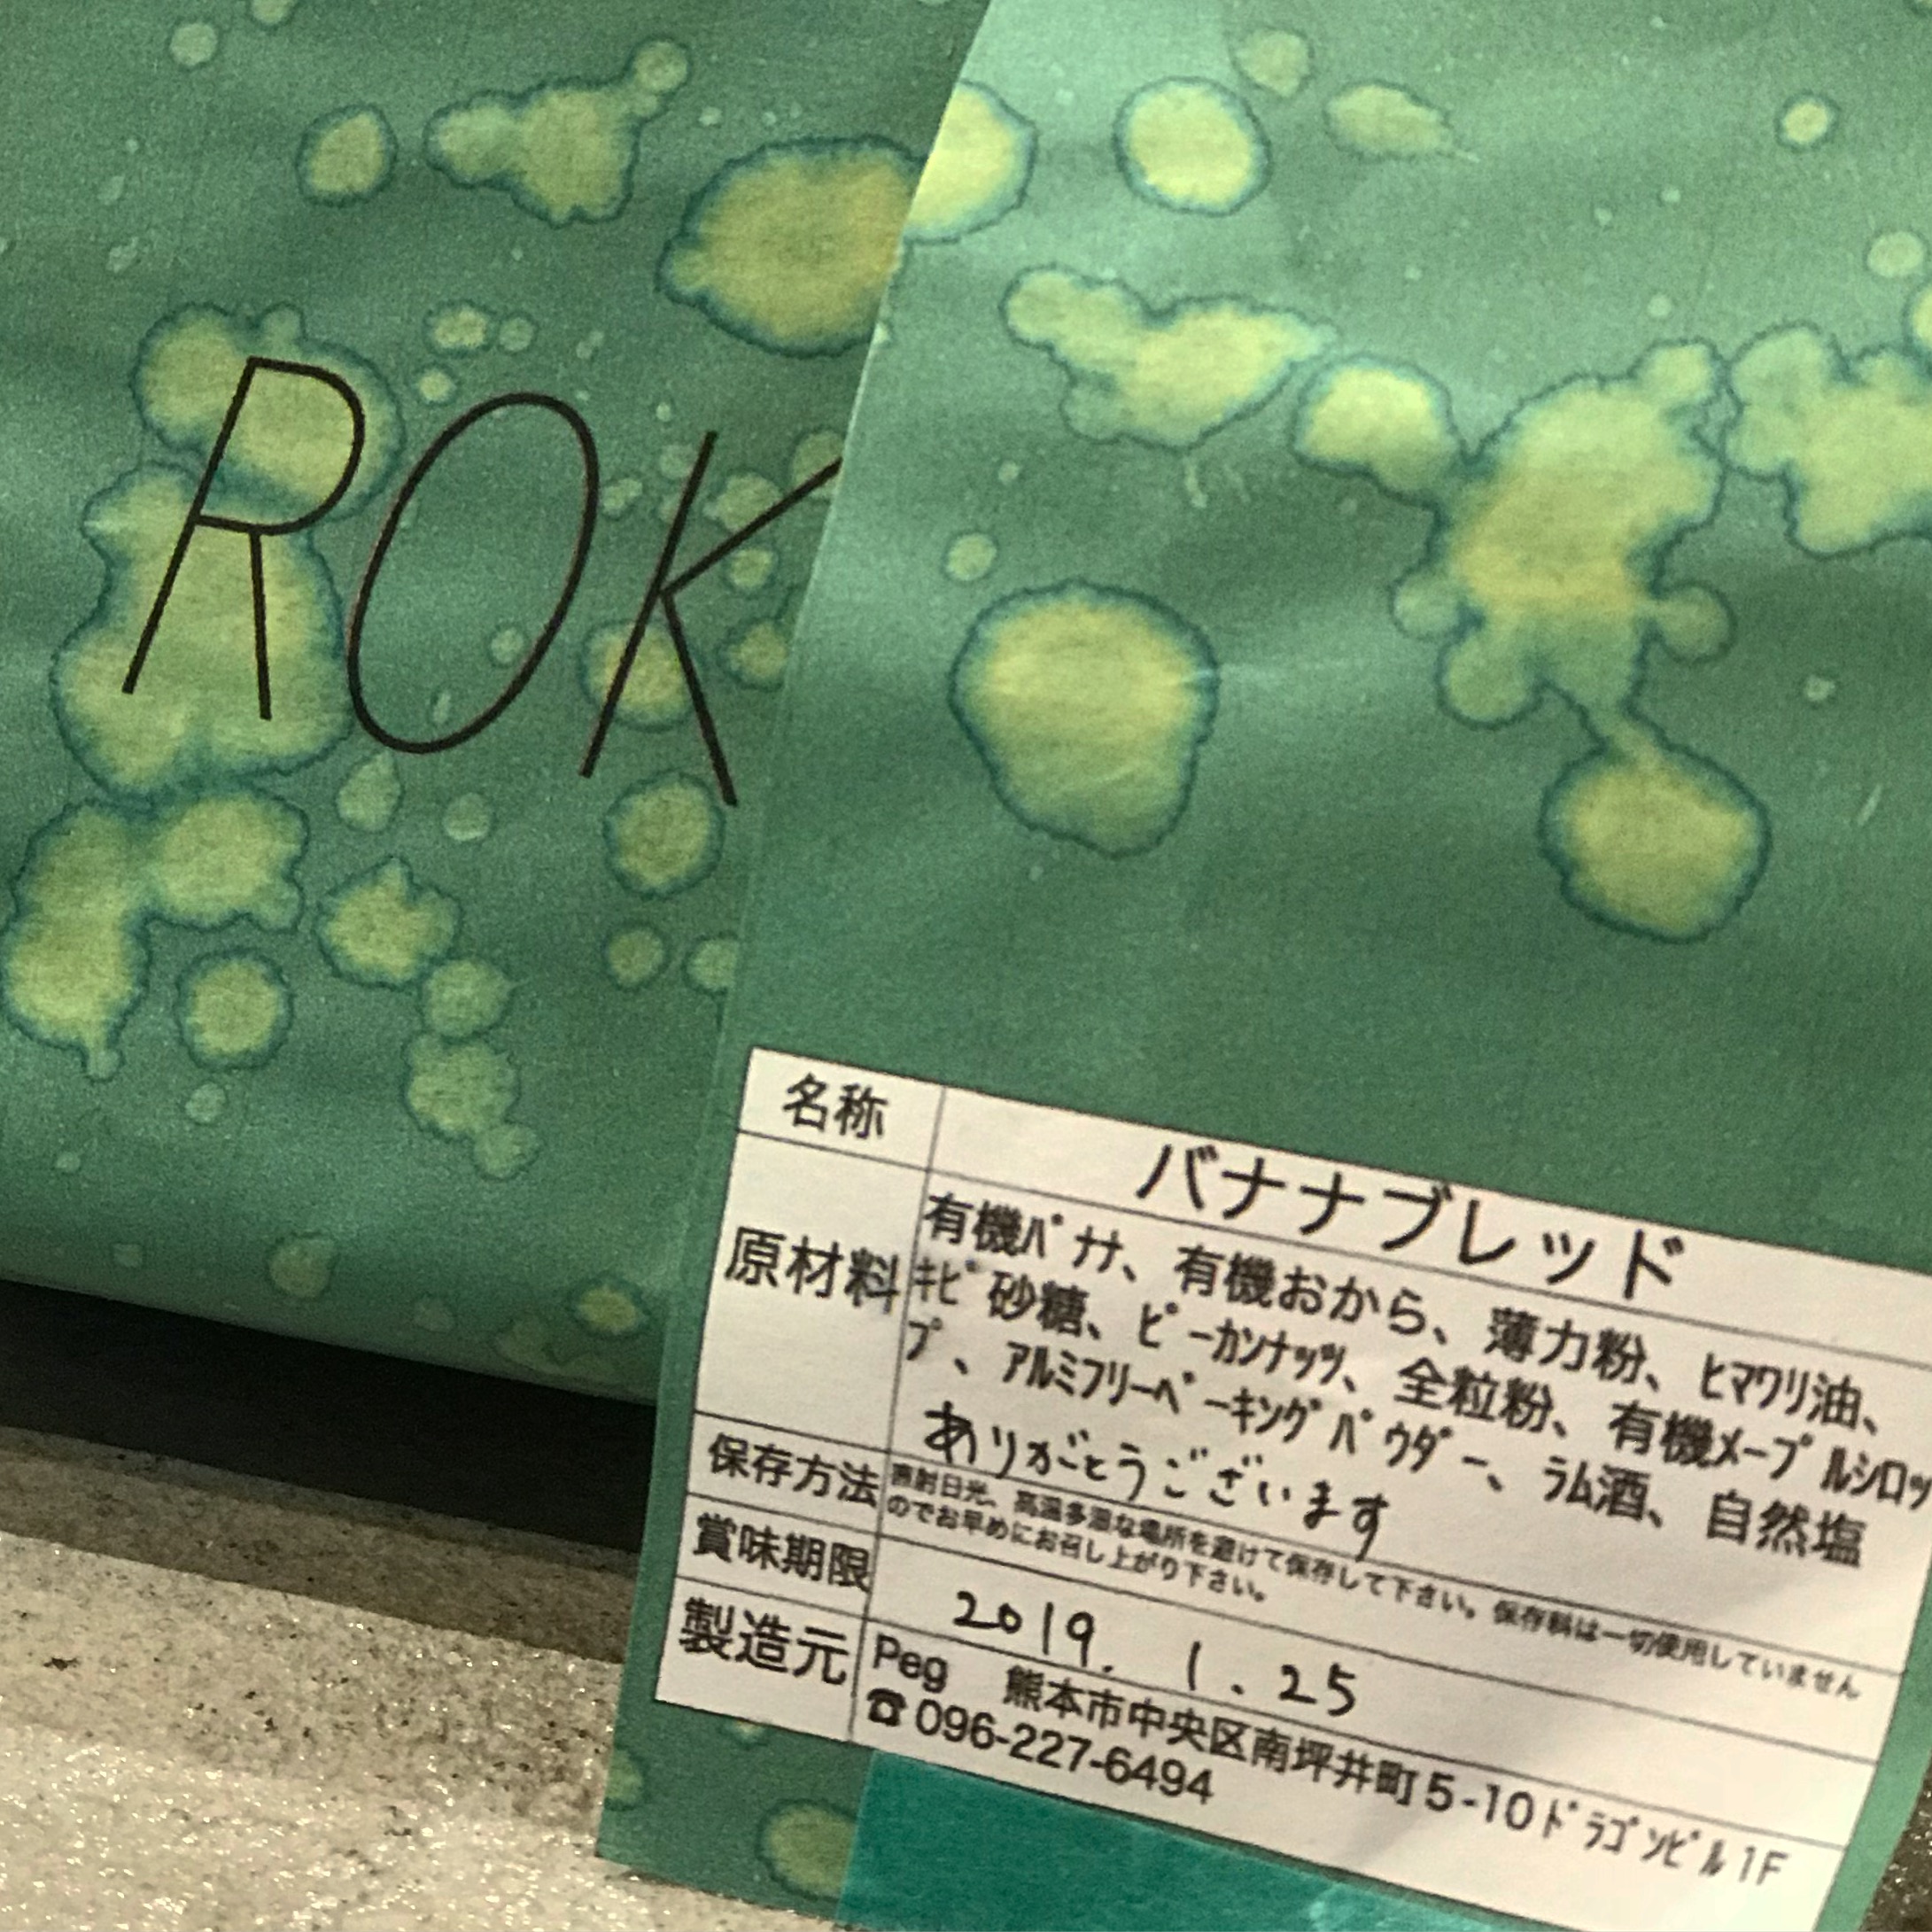 ROK
名称
バナナブレッド
原材料
有機ﾊﾞﾅﾅ、有機おから、薄力粉、ﾋﾏﾜﾘ油、
ｷﾋﾞ砂糖、ﾋﾟｰｶﾝﾅｯﾂ、全粒粉、有機ﾒｰﾌﾟﾙｼﾛｯ
ﾌﾟ、ｱﾙﾐﾌﾘｰﾍﾞｰｷﾝｸﾞﾊﾟｳﾀﾞｰ、ﾗﾑ酒、自然塩
ありがとうございます
保存方法
直射日光、高温多湿な場所を避けて保存して下さい。保存料は一切使用していません
のでお早めにお召し上がり下さい。
賞味期限
2019. 1. 25
製造元
Peg 熊本市中央区南坪井町5-10ﾄﾞﾗｺﾞﾝﾋﾞﾙ1F
☎096-227-6494